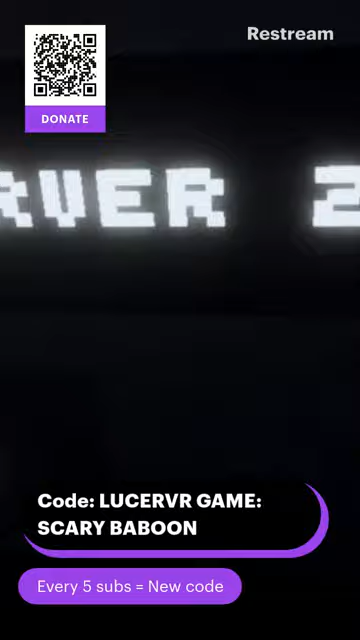 Restream
DONATE
RVER 2
Code: LUCERVR GAME:
SCARY BABOON
Every 5 subs = New code